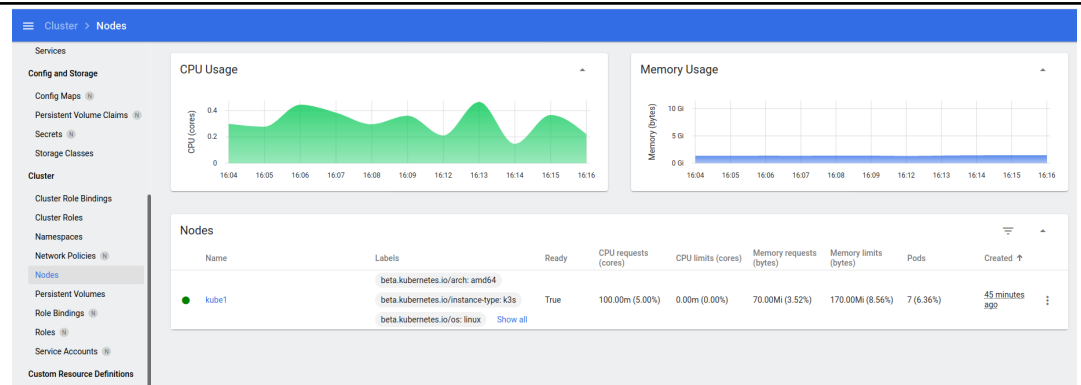 Cluster > Nodes
Services
Config and Storage
Config Maps N
Persistent Volume Claims N
Secrets N
Storage Classes
Cluster
Cluster Role Bindings
Cluster Roles
Namespaces
Network Policies N
Nodes
Persistent Volumes
Role Bindings N
Roles N
Service Accounts N
Custom Resource Definitions
CPU Usage
CPU (cores)
0.4
0.2
0
16:04 16:05 16:06 16:07 16:08 16:09 16:12 16:13 16:14 16:15 16:16
Memory Usage
Memory (bytes)
10 Gi
5 Gi
0 Gi
16:04 16:05 16:06 16:07 16:08 16:09 16:12 16:13 16:14 16:15 16:16
Nodes
Name Labels Ready CPU requests (cores) CPU limits (cores) Memory requests (bytes) Memory limits (bytes) Pods Created ↑
beta.kubernetes.io/arch: amd64
kube1 beta.kubernetes.io/instance-type: k3s True 100.00m (5.00%) 0.00m (0.00%) 70.00Mi (3.52%) 170.00Mi (8.56%) 7 (6.36%) 45 minutes ago
beta.kubernetes.io/os: linux Show all